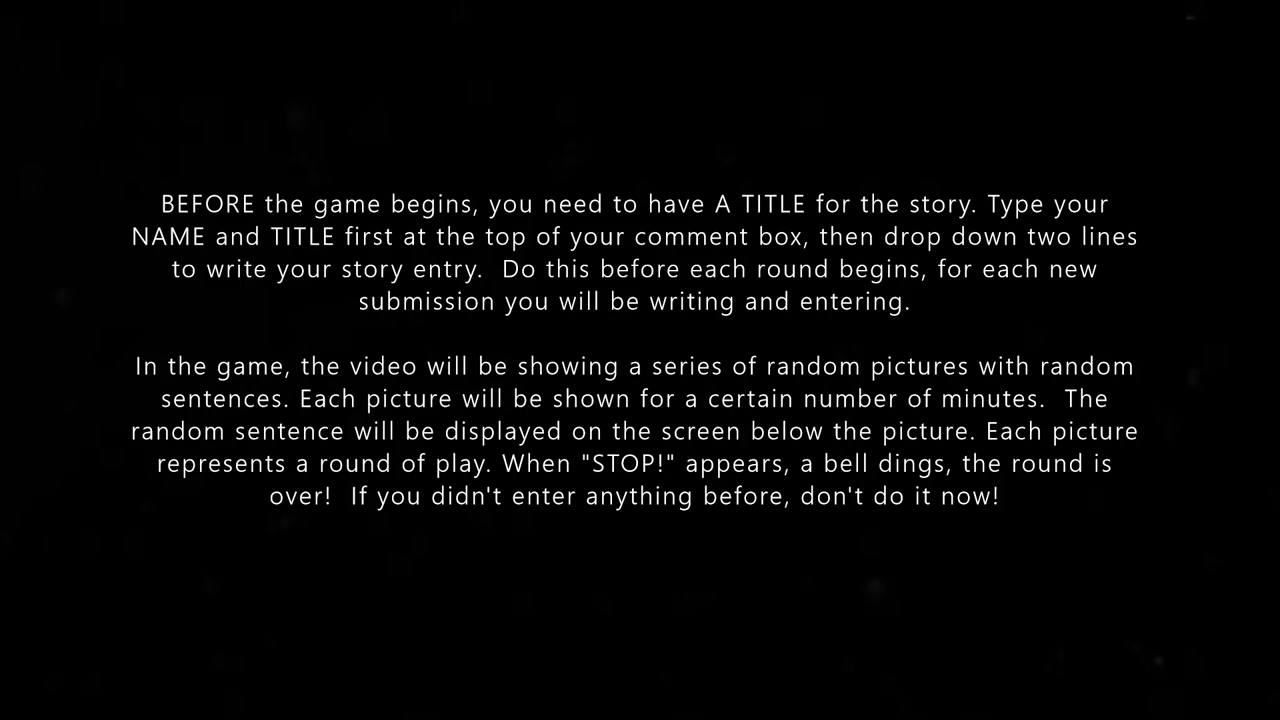 BEFORE the game begins, you need to have A TITLE for the story. Type your
NAME and TITLE first at the top of your comment box, then drop down two lines
to write your story entry.  Do this before each round begins, for each new
submission you will be writing and entering.
In the game, the video will be showing a series of random pictures with random
sentences. Each picture will be shown for a certain number of minutes.  The
random sentence will be displayed on the screen below the picture. Each picture
represents a round of play. When "STOP!" appears, a bell dings, the round is
over!  If you didn't enter anything before, don't do it now!